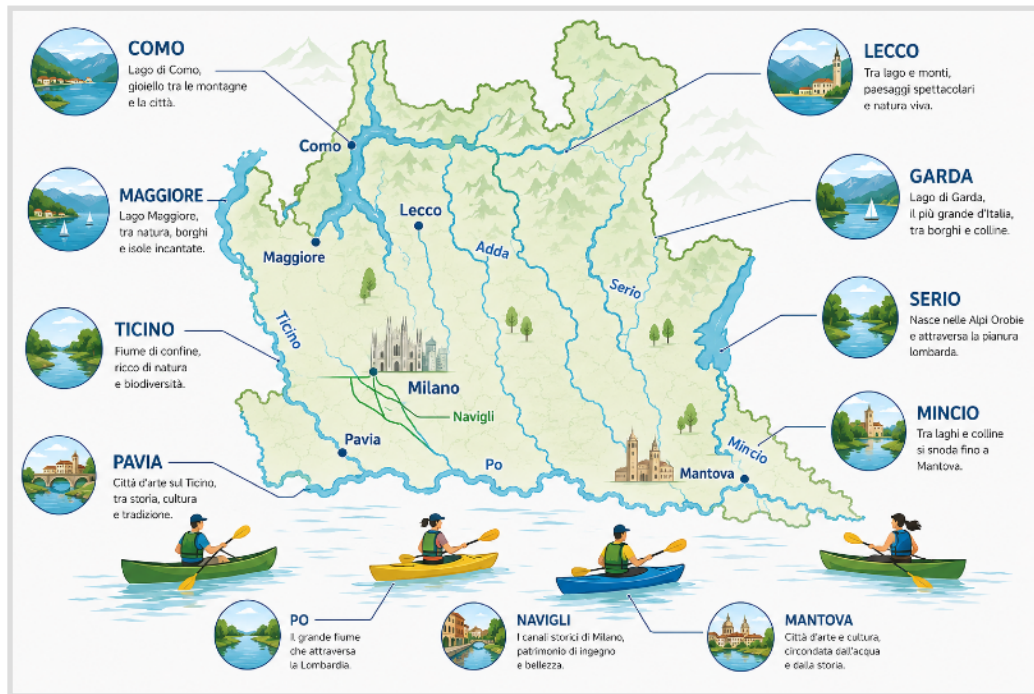 COMO
Lago di Como,
gioiello tra le montagne
e la città.
LECCO
Tra lago e monti,
paesaggi spettacolari
e natura viva.
Como
MAGGIORE
Lago Maggiore,
tra natura, borghi
e isole incantate.
GARDA
Lago di Garda,
il più grande d'Italia,
tra borghi e colline.
Lecco
Maggiore
Adda
Serio
TICINO
Fiume di confine,
ricco di natura
e biodiversità.
Ticino
SERIO
Nasce nelle Alpi Orobie
e attraversa la pianura
lombarda.
Milano
Navigli
MINCIO
Tra laghi e colline
si snoda fino a
Mantova.
PAVIA
Città d'arte sul Ticino,
tra storia, cultura
e tradizione.
Pavia
Po
Mantova
Mincio
PO
Il grande fiume
che attraversa
la Lombardia.
NAVIGLI
I canali storici di Milano,
patrimonio di ingegno
e bellezza.
MANTOVA
Città d'arte e cultura,
circondata dall'acqua
e dalla storia.